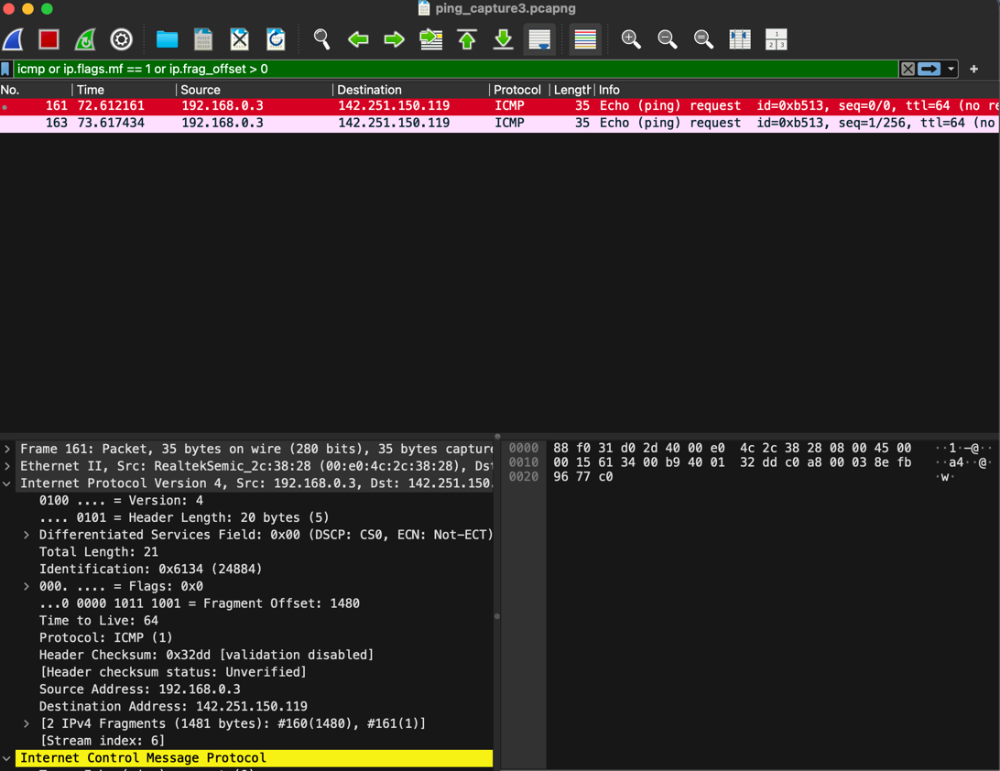 ping_capture3.pcapng
icmp or ip.flags.mf == 1 or ip.frag_offset > 0
No. Time Source Destination Protocol Length Info
161 72.612161 192.168.0.3 142.251.150.119 ICMP 35 Echo (ping) request id=0xb513, seq=0/0, ttl=64 (no re
163 73.617434 192.168.0.3 142.251.150.119 ICMP 35 Echo (ping) request id=0xb513, seq=1/256, ttl=64 (no
Frame 161: Packet, 35 bytes on wire (280 bits), 35 bytes capture
Ethernet II, Src: RealtekSemic_2c:38:28 (00:e0:4c:2c:38:28), Dst
Internet Protocol Version 4, Src: 192.168.0.3, Dst: 142.251.150.
0100 .... = Version: 4
.... 0101 = Header Length: 20 bytes (5)
Differentiated Services Field: 0x00 (DSCP: CS0, ECN: Not-ECT)
Total Length: 21
Identification: 0x6134 (24884)
000. .... = Flags: 0x0
...0 0000 1011 1001 = Fragment Offset: 1480
Time to Live: 64
Protocol: ICMP (1)
Header Checksum: 0x32dd [validation disabled]
[Header checksum status: Unverified]
Source Address: 192.168.0.3
Destination Address: 142.251.150.119
[2 IPv4 Fragments (1481 bytes): #160(1480), #161(1)]
[Stream index: 6]
Internet Control Message Protocol
0000 88 f0 31 d0 2d 40 00 e0 4c 2c 38 28 08 00 45 00 ··1·-@··
0010 00 15 61 34 00 b9 40 01 32 dd c0 a8 00 03 8e fb ··a4··@·
0020 96 77 c0 ·w·